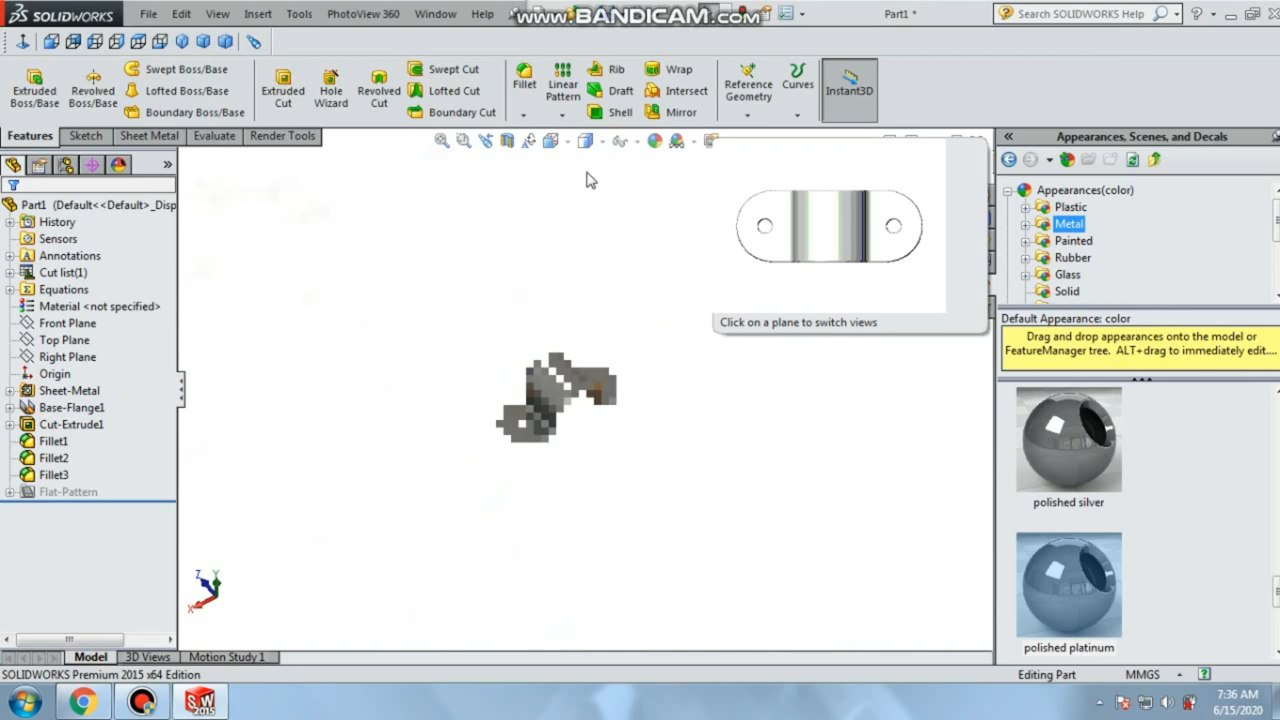 SOLIDWORKS File Edit View Insert Tools PhotoView 360 Window Help
www.BANDICAM.com
Part1 *
Search SOLIDWORKS Help
Extruded Boss/Base
Revolved Boss/Base
Swept Boss/Base
Lofted Boss/Base
Boundary Boss/Base
Extruded Cut
Hole Wizard
Revolved Cut
Swept Cut
Lofted Cut
Boundary Cut
Fillet
Linear Pattern
Rib
Draft
Shell
Wrap
Intersect
Mirror
Reference Geometry
Curves
Instant3D
Features Sketch Sheet Metal Evaluate Render Tools
Part1 (Default<<Default>_Disp
History
Sensors
Annotations
Cut list(1)
Equations
Material <not specified>
Front Plane
Top Plane
Right Plane
Origin
Sheet-Metal
Base-Flange1
Cut-Extrude1
Fillet1
Fillet2
Fillet3
Flat-Pattern
Click on a plane to switch views
Z Y
X
Appearances, Scenes, and Decals
Appearances(color)
Plastic
Metal
Painted
Rubber
Glass
Solid
Default Appearance: color
Drag and drop appearances onto the model or
FeatureManager tree. ALT+drag to immediately edit....
polished silver
polished platinum
Model 3D Views Motion Study 1
SOLIDWORKS Premium 2015 x64 Edition
Editing Part MMGS
SW
2015
7:36 AM
6/15/2020